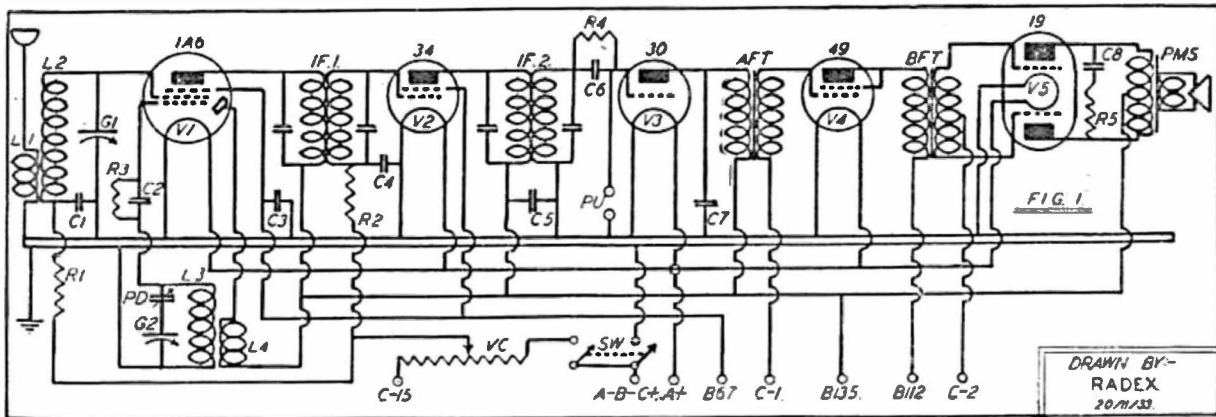 1A6
34
30
49
19
L2
IF.1.
IF.2.
R4
C6
AFT
BFT
C8
PM5
L1
G1
V1
V2
V3
V4
V5
R5
R3
C2
C1
C3
C4
R2
C5
PU
C7
FIG. 1.
R1
L3
PD
G2
L4
VC
SW
C-15
A-B-C+.
A+
B67
C-1.
B135.
B112
C-2
DRAWN BY:-
RADEX
20/11/33.